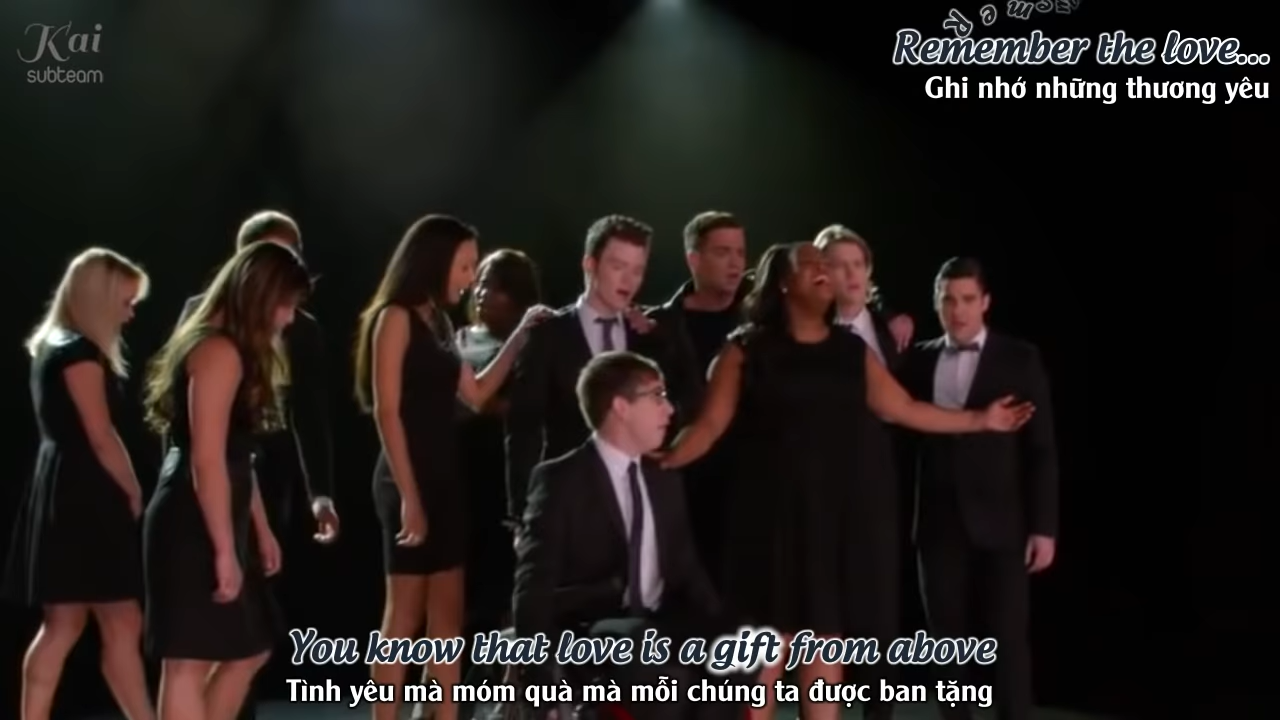 Kai
subteam
Remember the love...
Ghi nhớ những thương yêu
You know that love is a gift from above
Tình yêu mà móm quà mà mỗi chúng ta được ban tặng